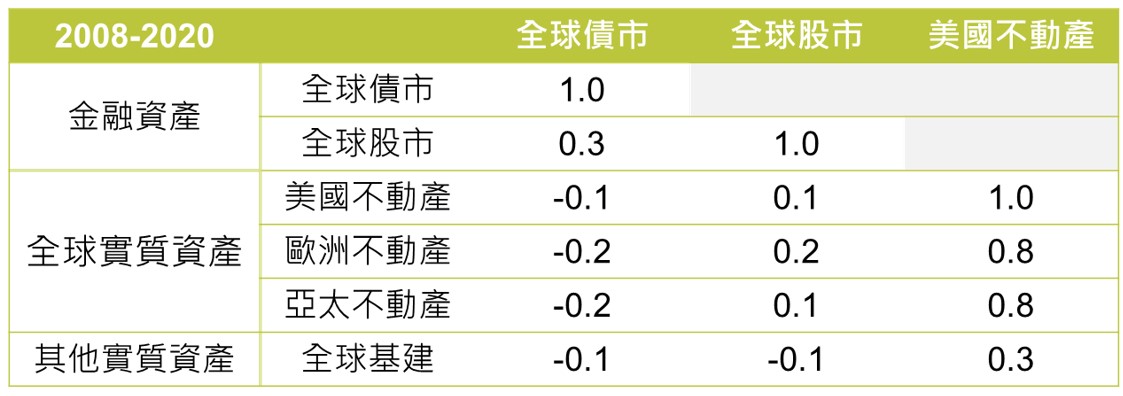 2008-2020 全球債市 全球股市 美國不動產
金融資產 全球債市 1.0
全球股市 0.3 1.0
全球實質資產 美國不動產 -0.1 0.1 1.0
歐洲不動產 -0.2 0.2 0.8
亞太不動產 -0.2 0.1 0.8
其他實質資產 全球基建 -0.1 -0.1 0.3